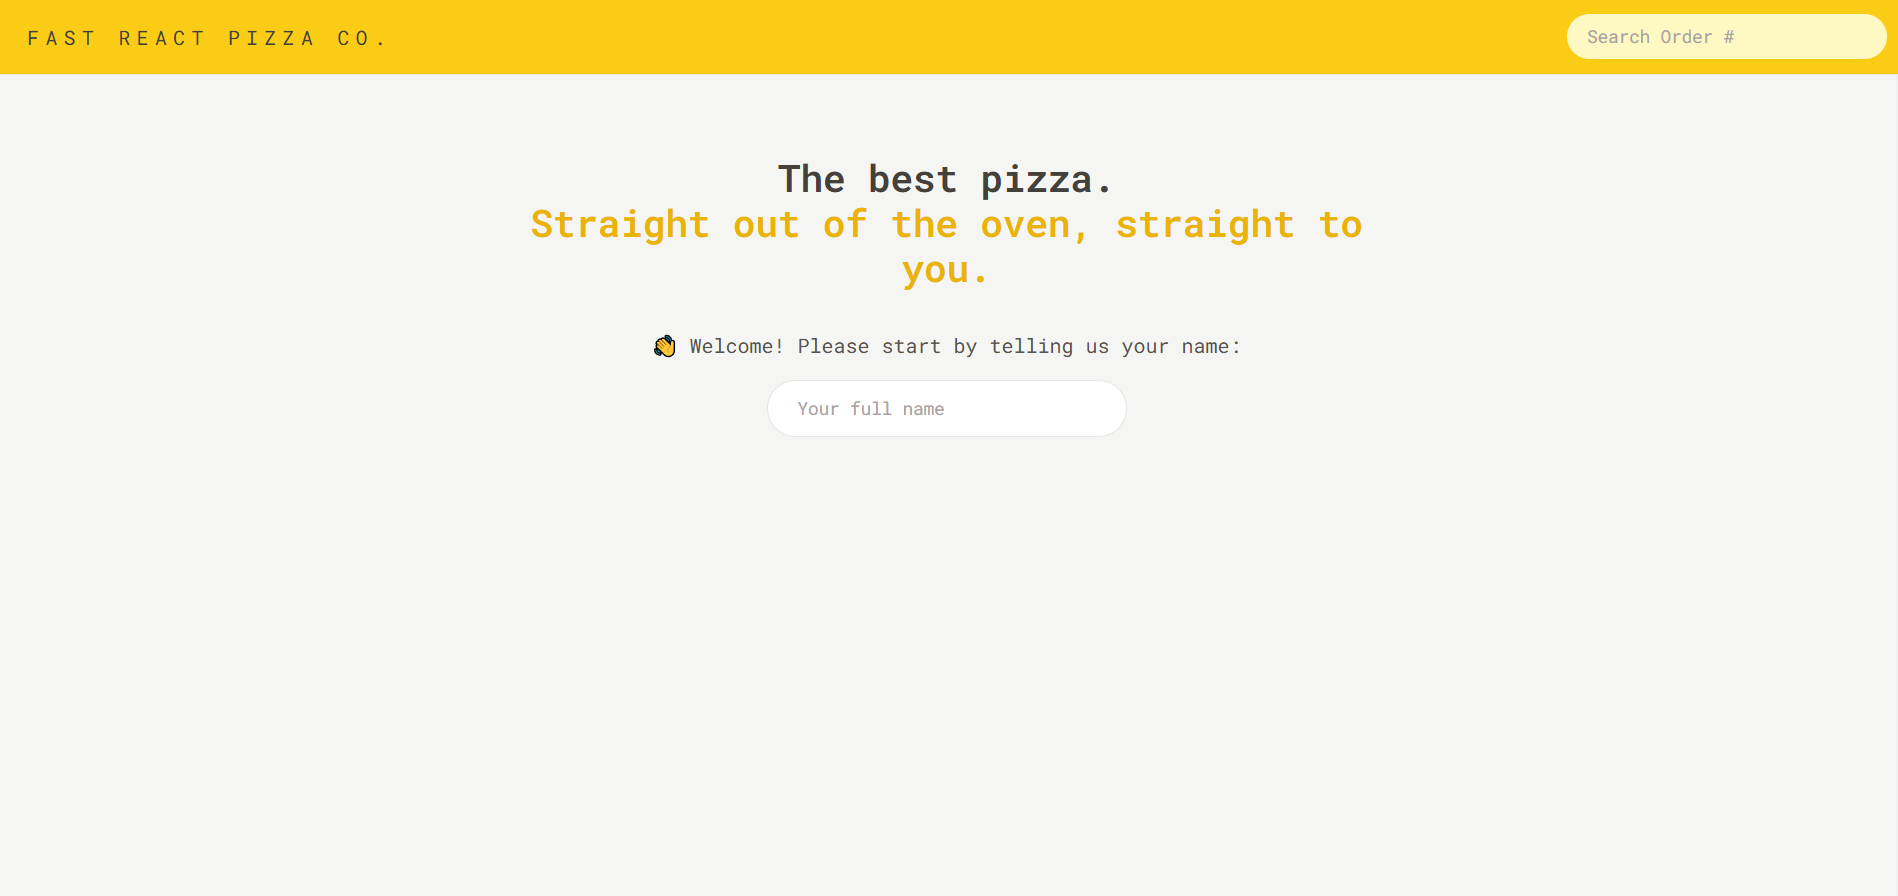 FAST REACT PIZZA CO.
Search Order #
The best pizza.
Straight out of the oven, straight to
you.
👋 Welcome! Please start by telling us your name:
Your full name